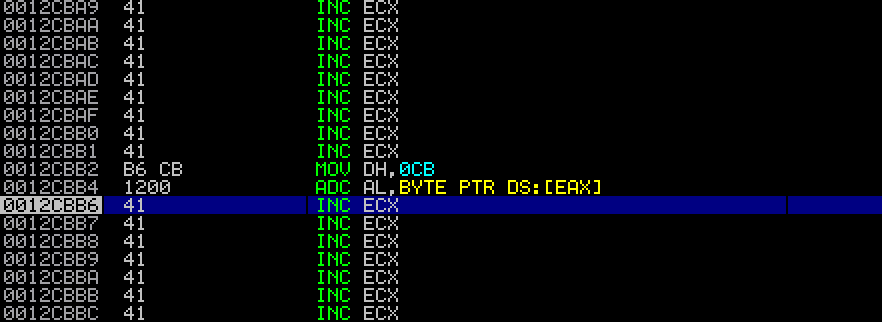 0012CBA9 41 INC ECX
0012CBAA 41 INC ECX
0012CBAB 41 INC ECX
0012CBAC 41 INC ECX
0012CBAD 41 INC ECX
0012CBAE 41 INC ECX
0012CBAF 41 INC ECX
0012CBB0 41 INC ECX
0012CBB1 41 INC ECX
0012CBB2 B6 CB MOV DH,0CB
0012CBB4 1200 ADC AL,BYTE PTR DS:[EAX]
0012CBB6 41 INC ECX
0012CBB7 41 INC ECX
0012CBB8 41 INC ECX
0012CBB9 41 INC ECX
0012CBBA 41 INC ECX
0012CBBB 41 INC ECX
0012CBBC 41 INC ECX